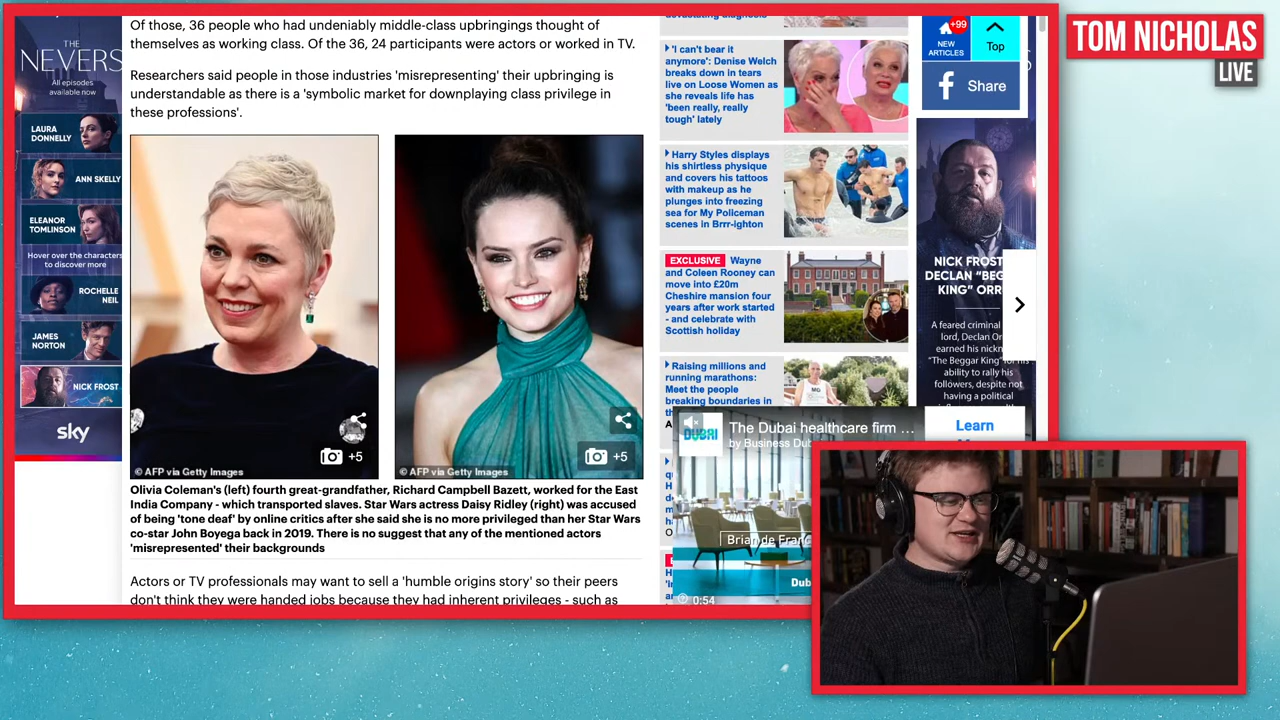 Of those, 36 people who had undeniably middle-class upbringings thought of
themselves as working class. Of the 36, 24 participants were actors or worked in TV.
Researchers said people in those industries 'misrepresenting' their upbringing is
understandable as there is a 'symbolic market for downplaying class privilege in
these professions'.
+5
© AFP via Getty Images
+5
© AFP via Getty Images
Olivia Coleman's (left) fourth great-grandfather, Richard Campbell Bazett, worked for the East
India Company - which transported slaves. Star Wars actress Daisy Ridley (right) was accused
of being 'tone deaf' by online critics after she said she is no more privileged than her Star Wars
co-star John Boyega back in 2019. There is no suggest that any of the mentioned actors
'misrepresented' their backgrounds
Actors or TV professionals may want to sell a 'humble origins story' so their peers
don't think they were handed jobs because they had inherent privileges - such as
THE
NEVERS
All episodes
available now
LAURA
DONNELLY
ANN SKELLY
ELEANOR
TOMLINSON
Hover over the characters
to discover more
ROCHELLE
NEIL
JAMES
NORTON
NICK FROST
sky
'I can't bear it
anymore': Denise Welch
breaks down in tears
live on Loose Women as
she reveals life has
'been really, really
tough' lately
Harry Styles displays
his shirtless physique
and covers his tattoos
with makeup as he
plunges into freezing
sea for My Policeman
scenes in Brrr-ighton
EXCLUSIVE Wayne
and Coleen Rooney can
move into £20m
Cheshire mansion four
years after work started
- and celebrate with
Scottish holiday
Raising millions and
running marathons:
Meet the people
breaking boundaries in
DUBAI
The Dubai healthcare firm ...
by Business Dub
Brian de Franc
Dub
0:54
+99
NEW
ARTICLES
Top
Share
NICK FROST
DECLAN "BEG
KING" ORR
A feared criminal
lord, Declan Or
earned his nickn
"The Beggar King" for his
ability to rally his
followers, despite not
having a political
Learn
TOM NICHOLAS
LIVE